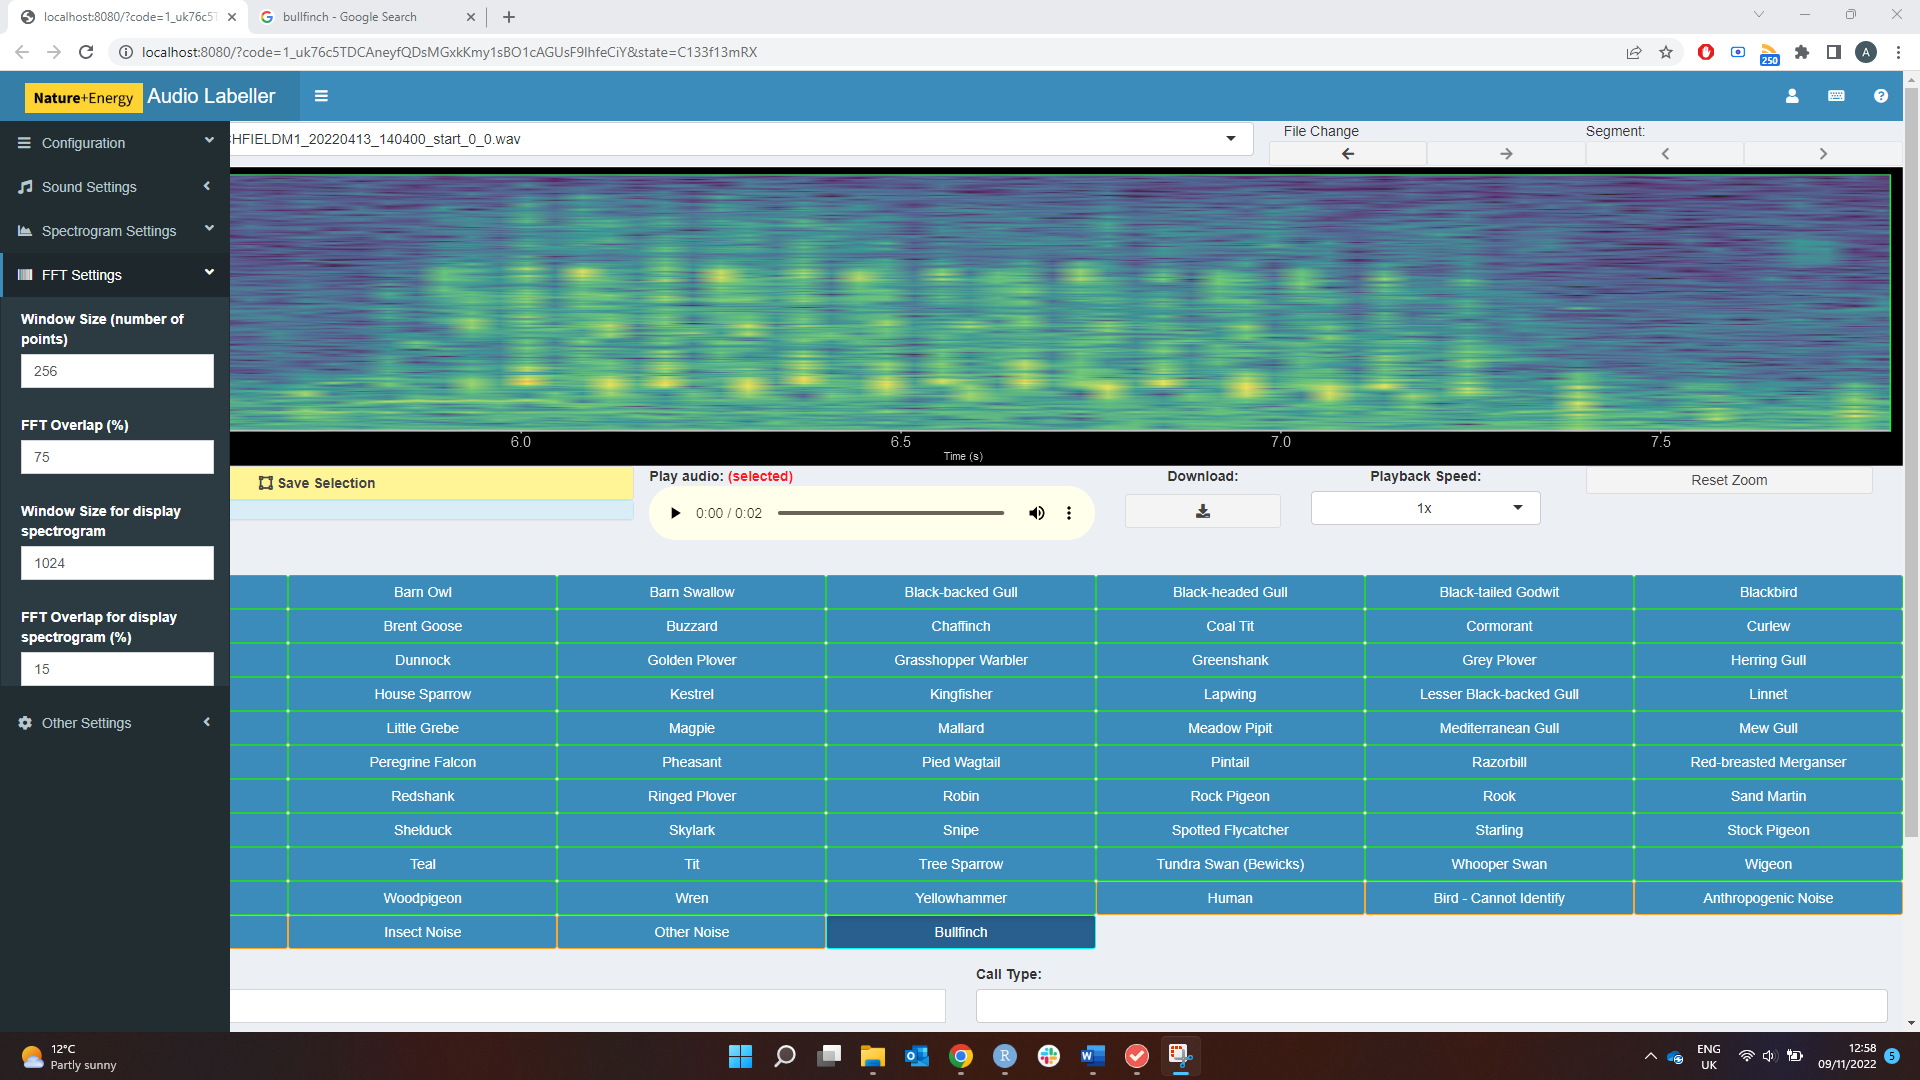 localhost:8080/?code=1_uk76c5T
bullfinch - Google Search
localhost:8080/?code=1_uk76c5TDCAneyfQDsMGxkKmy1sBO1cAGUsF9IhfeCiY&state=C133f13mRX
250
A
Nature+Energy Audio Labeller
Configuration
HFIELDM1_20220413_140400_start_0_0.wav
File Change
Segment:
Sound Settings
Spectrogram Settings
FFT Settings
Window Size (number of
points)
256
FFT Overlap (%)
75
Window Size for display
spectrogram
1024
FFT Overlap for display
spectrogram (%)
15
Other Settings
6.0 6.5 7.0 7.5
Time (s)
Save Selection
Play audio: (selected)
0:00 / 0:02
Download:
Playback Speed:
1x
Reset Zoom
Barn Owl Barn Swallow Black-backed Gull Black-headed Gull Black-tailed Godwit Blackbird
Brent Goose Buzzard Chaffinch Coal Tit Cormorant Curlew
Dunnock Golden Plover Grasshopper Warbler Greenshank Grey Plover Herring Gull
House Sparrow Kestrel Kingfisher Lapwing Lesser Black-backed Gull Linnet
Little Grebe Magpie Mallard Meadow Pipit Mediterranean Gull Mew Gull
Peregrine Falcon Pheasant Pied Wagtail Pintail Razorbill Red-breasted Merganser
Redshank Ringed Plover Robin Rock Pigeon Rook Sand Martin
Shelduck Skylark Snipe Spotted Flycatcher Starling Stock Pigeon
Teal Tit Tree Sparrow Tundra Swan (Bewicks) Whooper Swan Wigeon
Woodpigeon Wren Yellowhammer Human Bird - Cannot Identify Anthropogenic Noise
Insect Noise Other Noise Bullfinch
Call Type:
12°C
Partly sunny
ENG
UK
12:58
09/11/2022
5